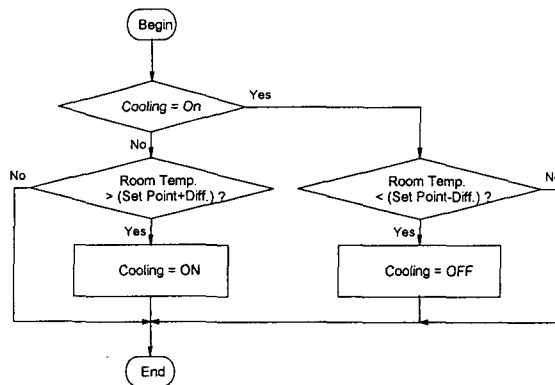 Begin
Cooling = On
Yes
No
No
Room Temp.
> (Set Point+Diff.) ?
Room Temp.
< (Set Point-Diff.) ?
No
Yes
Yes
Cooling = ON
Cooling = OFF
End